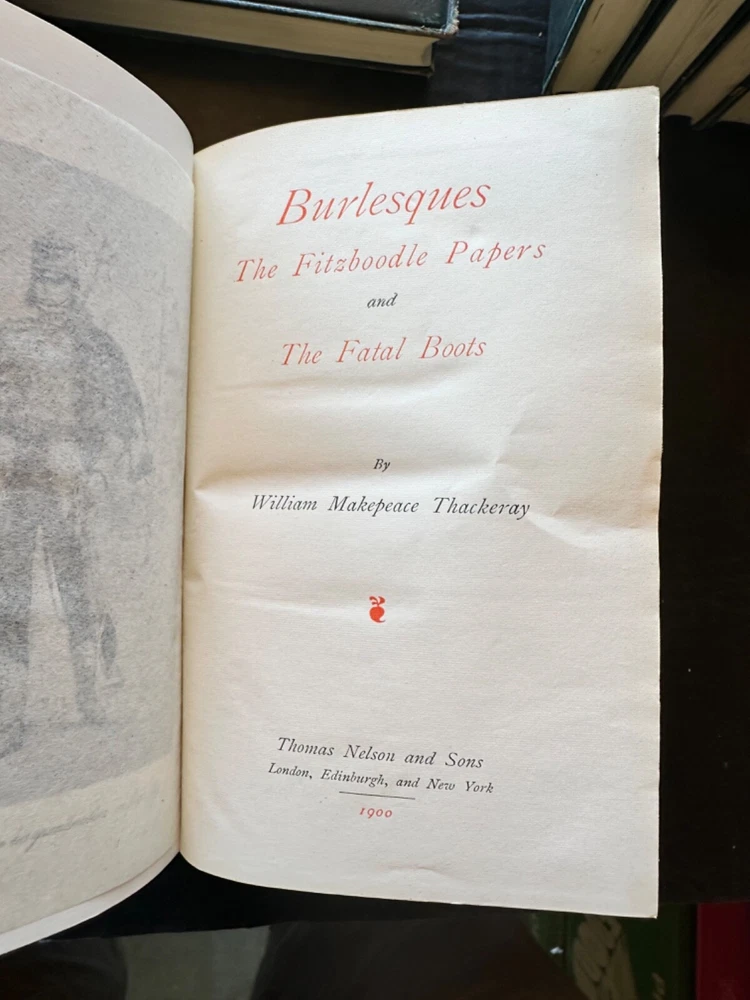 Burlesques
The Fitzboodle Papers
and
The Fatal Boots
By
William Makepeace Thackeray
Thomas Nelson and Sons
London, Edinburgh, and New York
1900